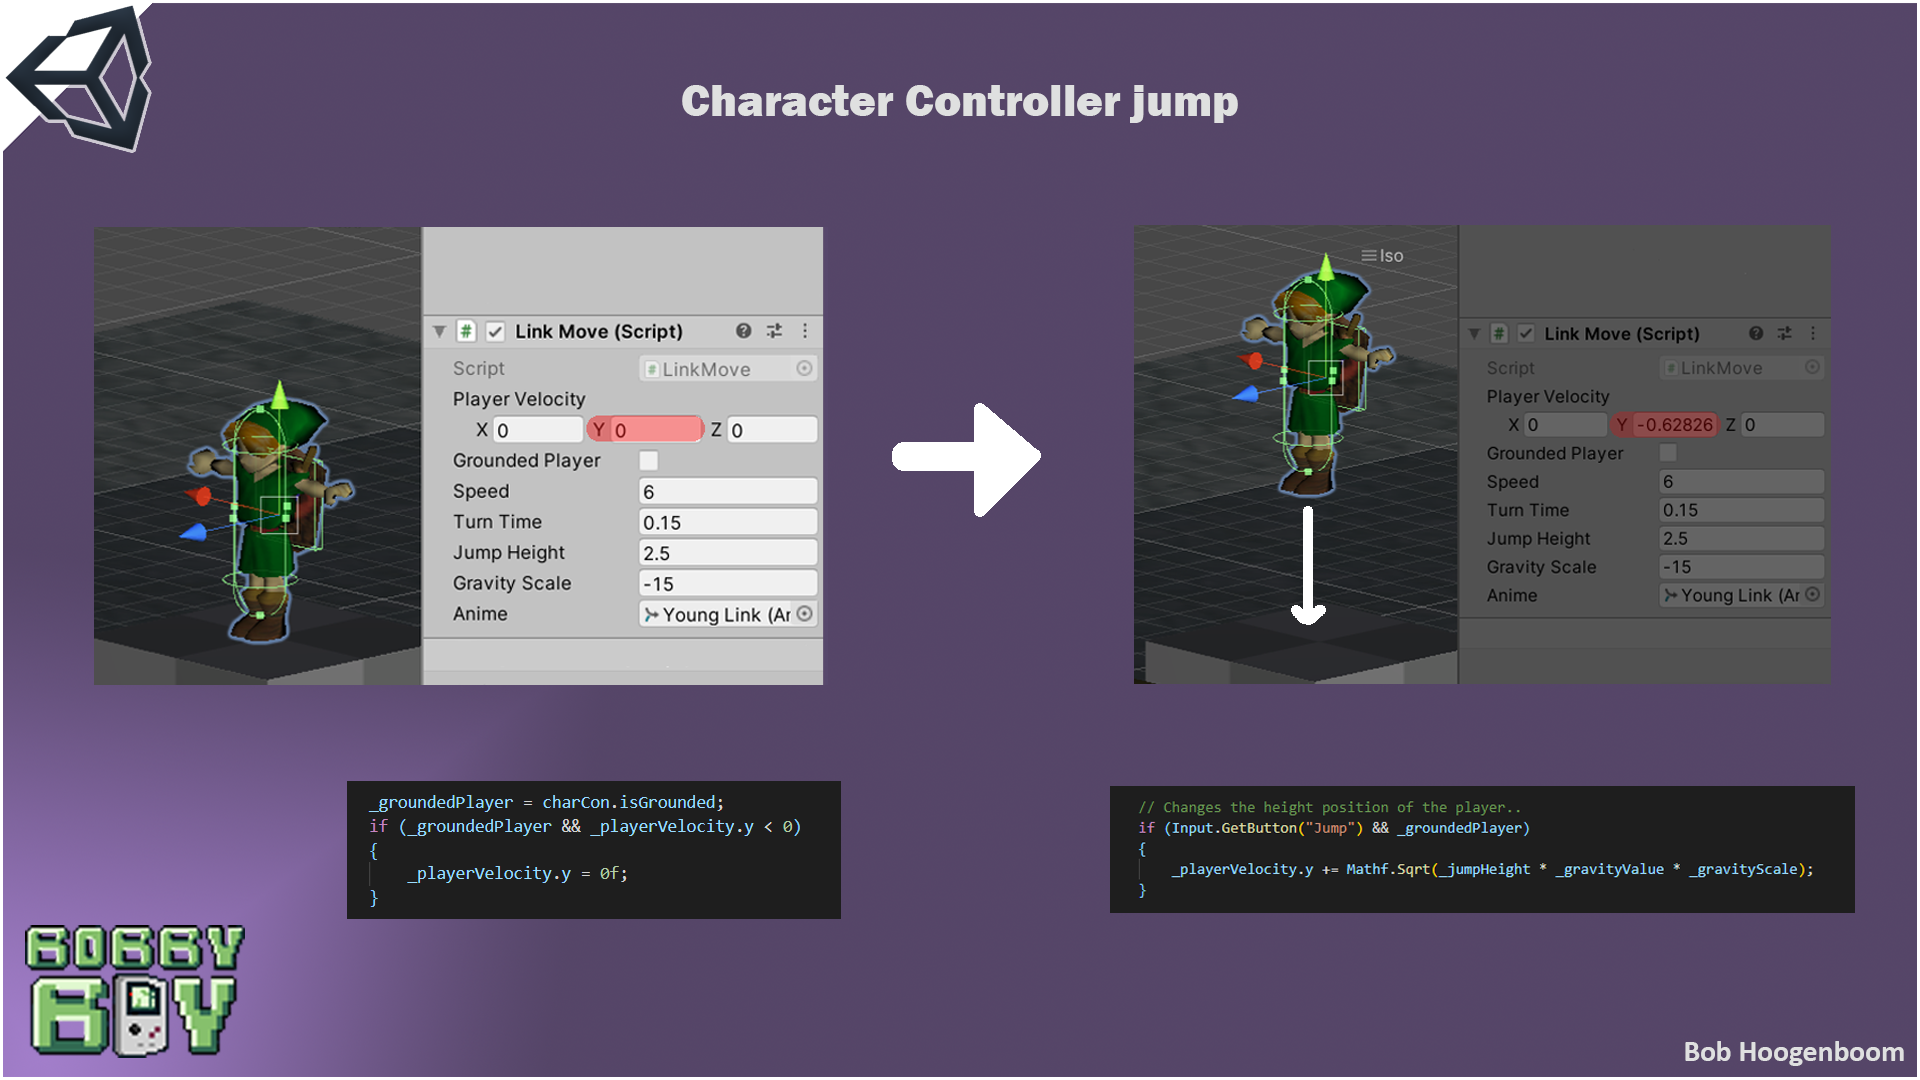 Character Controller jump
Link Move (Script)
Script
LinkMove
Player Velocity
X 0 Y 0 Z 0
Grounded Player
Speed 6
Turn Time 0.15
Jump Height 2.5
Gravity Scale -15
Anime Young Link (Ar
Iso
Link Move (Script)
Script
LinkMove
Player Velocity
X 0 Y -0.62826 Z 0
Grounded Player
Speed 6
Turn Time 0.15
Jump Height 2.5
Gravity Scale -15
Anime Young Link (Ar
_groundedPlayer = charCon.isGrounded;
if (_groundedPlayer && _playerVelocity.y < 0)
{
_playerVelocity.y = 0f;
}
// Changes the height position of the player..
if (Input.GetButton("Jump") && _groundedPlayer)
{
_playerVelocity.y += Mathf.Sqrt(_jumpHeight * _gravityValue * _gravityScale);
}
BOBBY
BOY
Bob Hoogenboom